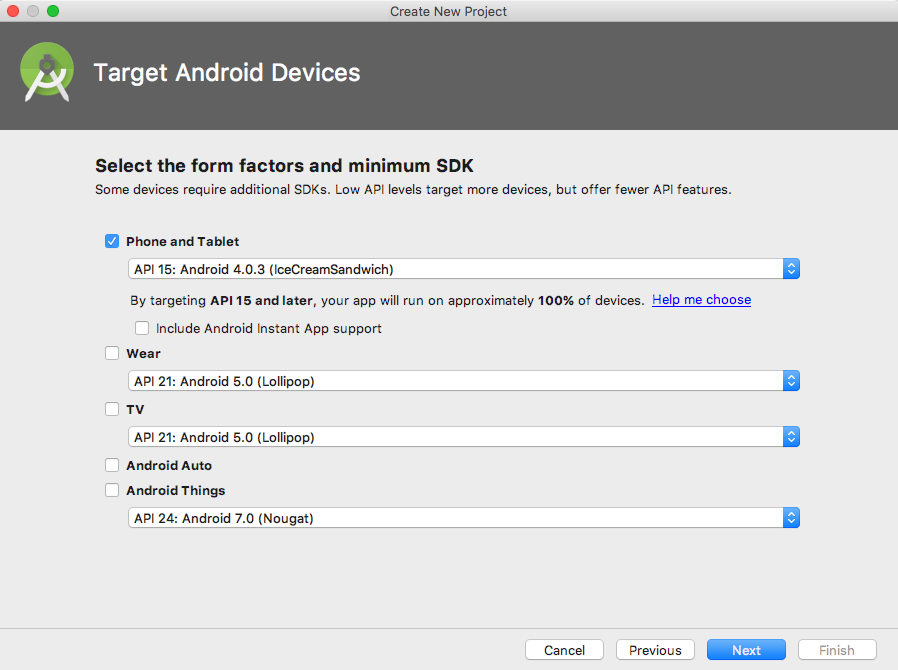 Create New Project
Target Android Devices
Select the form factors and minimum SDK
Some devices require additional SDKs. Low API levels target more devices, but offer fewer API features.
Phone and Tablet
API 15: Android 4.0.3 (IceCreamSandwich)
By targeting API 15 and later, your app will run on approximately 100% of devices. Help me choose
Include Android Instant App support
Wear
API 21: Android 5.0 (Lollipop)
TV
API 21: Android 5.0 (Lollipop)
Android Auto
Android Things
API 24: Android 7.0 (Nougat)
Cancel Previous Next Finish